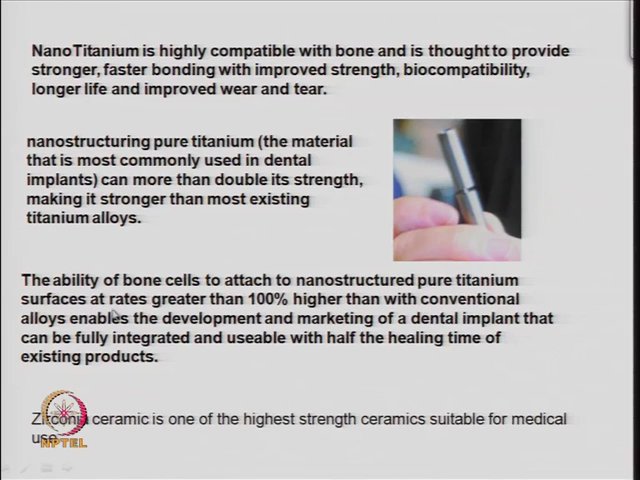 NanoTitanium is highly compatible with bone and is thought to provide
stronger, faster bonding with improved strength, biocompatibility,
longer life and improved wear and tear.
nanostructuring pure titanium (the material
that is most commonly used in dental
implants) can more than double its strength,
making it stronger than most existing
titanium alloys.
The ability of bone cells to attach to nanostructured pure titanium
surfaces at rates greater than 100% higher than with conventional
alloys enables the development and marketing of a dental implant that
can be fully integrated and useable with half the healing time of
existing products.
Zirconia ceramic is one of the highest strength ceramics suitable for medical
use
NPTEL